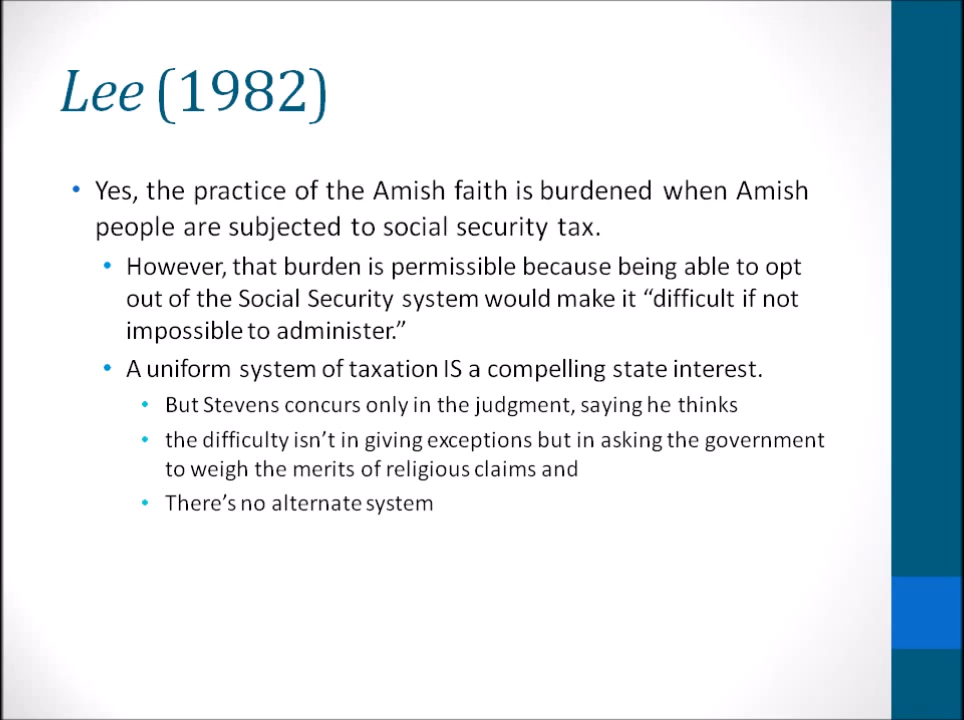 Lee (1982)
• Yes, the practice of the Amish faith is burdened when Amish
people are subjected to social security tax.
• However, that burden is permissible because being able to opt
out of the Social Security system would make it “difficult if not
impossible to administer.”
• A uniform system of taxation IS a compelling state interest.
• But Stevens concurs only in the judgment, saying he thinks
• the difficulty isn’t in giving exceptions but in asking the government
to weigh the merits of religious claims and
• There’s no alternate system